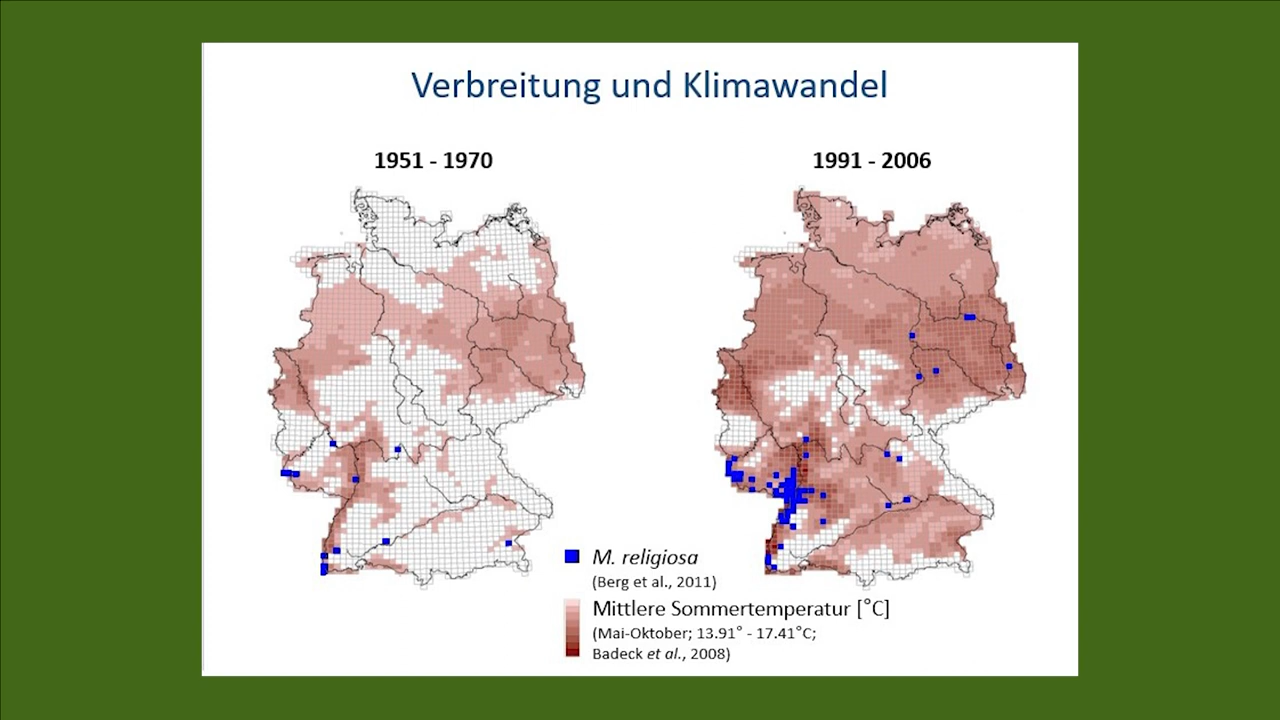 Verbreitung und Klimawandel
1951 - 1970
1991 - 2006
M. religiosa
(Berg et al., 2011)
Mittlere Sommertemperatur [°C]
(Mai-Oktober; 13.91° - 17.41°C;
Badeck et al., 2008)